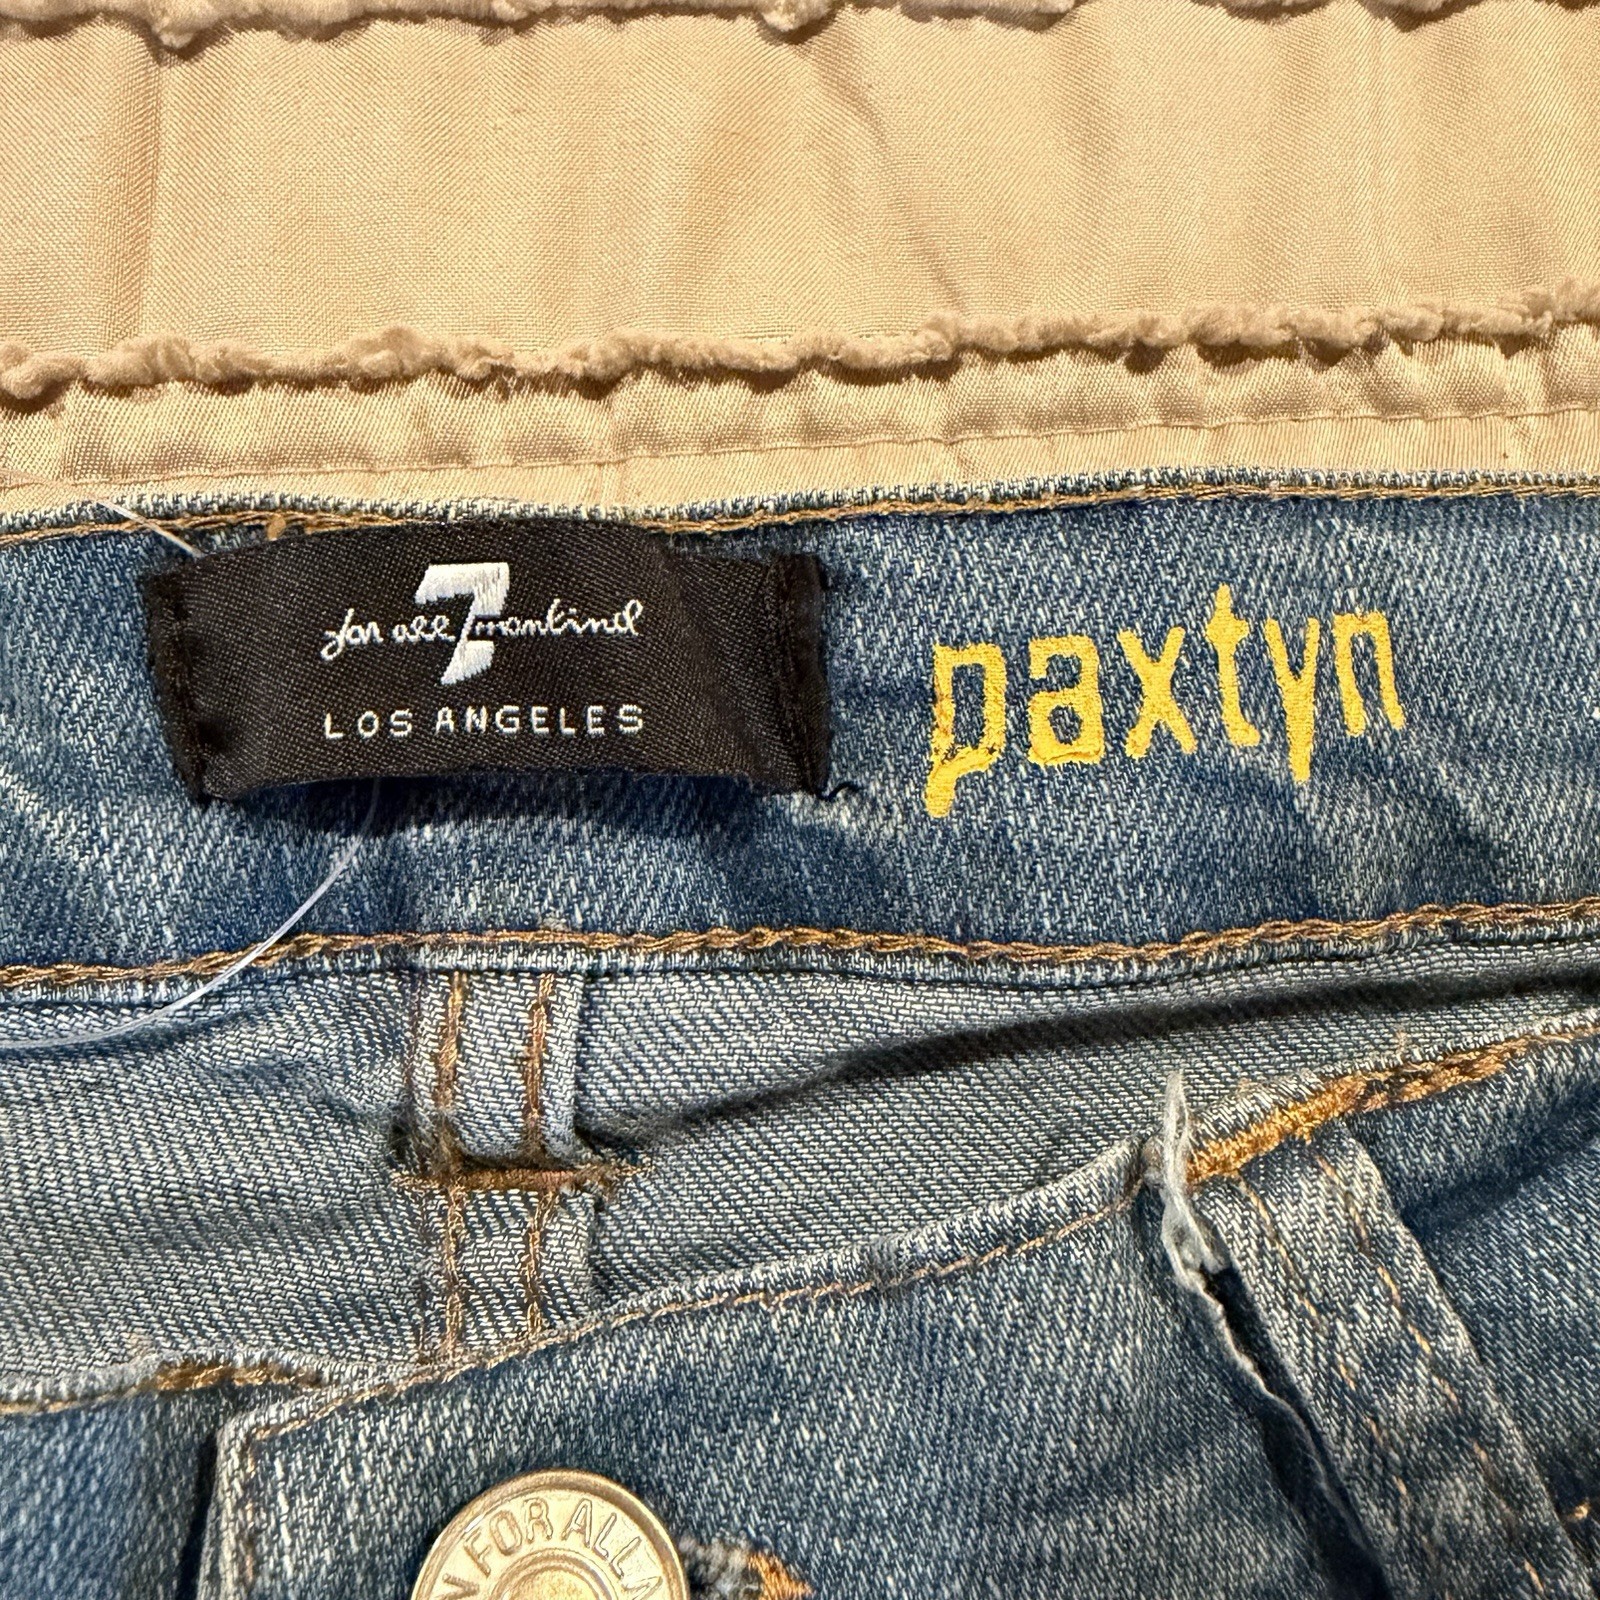 7
for all mankind
LOS ANGELES
paxtyn
N FOR ALL